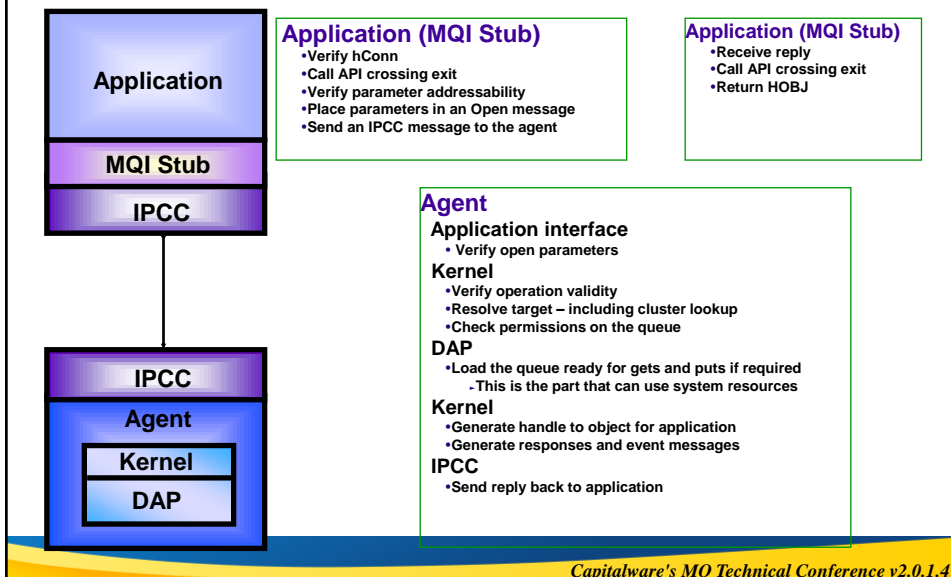 Application
MQI Stub
IPCC
IPCC
Agent
Kernel
DAP
Application (MQI Stub)
•Verify hConn
•Call API crossing exit
•Verify parameter addressability
•Place parameters in an Open message
•Send an IPCC message to the agent
Application (MQI Stub)
•Receive reply
•Call API crossing exit
•Return HOBJ
Agent
Application interface
• Verify open parameters
Kernel
•Verify operation validity
•Resolve target – including cluster lookup
•Check permissions on the queue
DAP
•Load the queue ready for gets and puts if required
►This is the part that can use system resources
Kernel
•Generate handle to object for application
•Generate responses and event messages
IPCC
•Send reply back to application
Capitalware's MQ Technical Conference v2.0.1.4